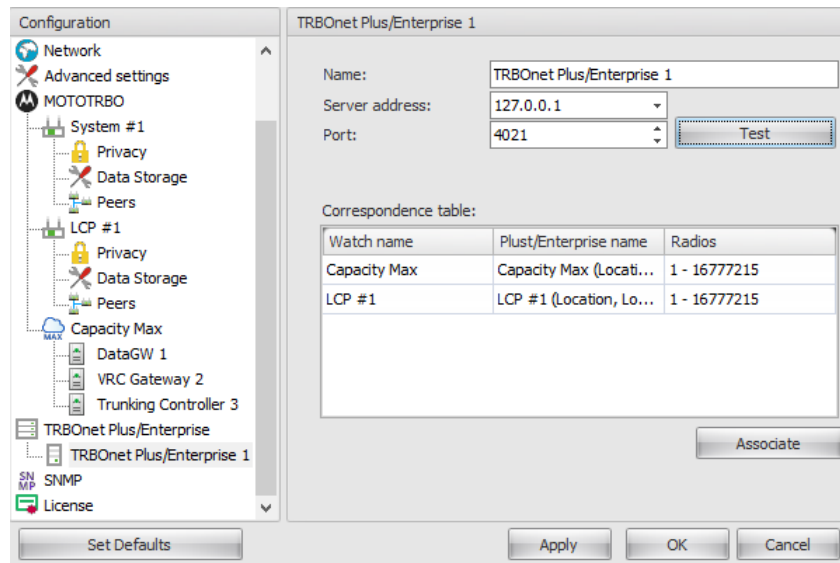 Configuration
Network
Advanced settings
MOTOTRBO
System #1
Privacy
Data Storage
Peers
LCP #1
Privacy
Data Storage
Peers
MAX
Capacity Max
DataGW 1
VRC Gateway 2
Trunking Controller 3
TRBOnet Plus/Enterprise
TRBOnet Plus/Enterprise 1
SN
MP
SNMP
License
Set Defaults
TRBOnet Plus/Enterprise 1
Name: TRBOnet Plus/Enterprise 1
Server address: 127.0.0.1
Port: 4021 Test
Correspondence table:
Watch name Plust/Enterprise name Radios
Capacity Max Capacity Max (Locati... 1 - 16777215
LCP #1 LCP #1 (Location, Lo... 1 - 16777215
Associate
Apply OK Cancel